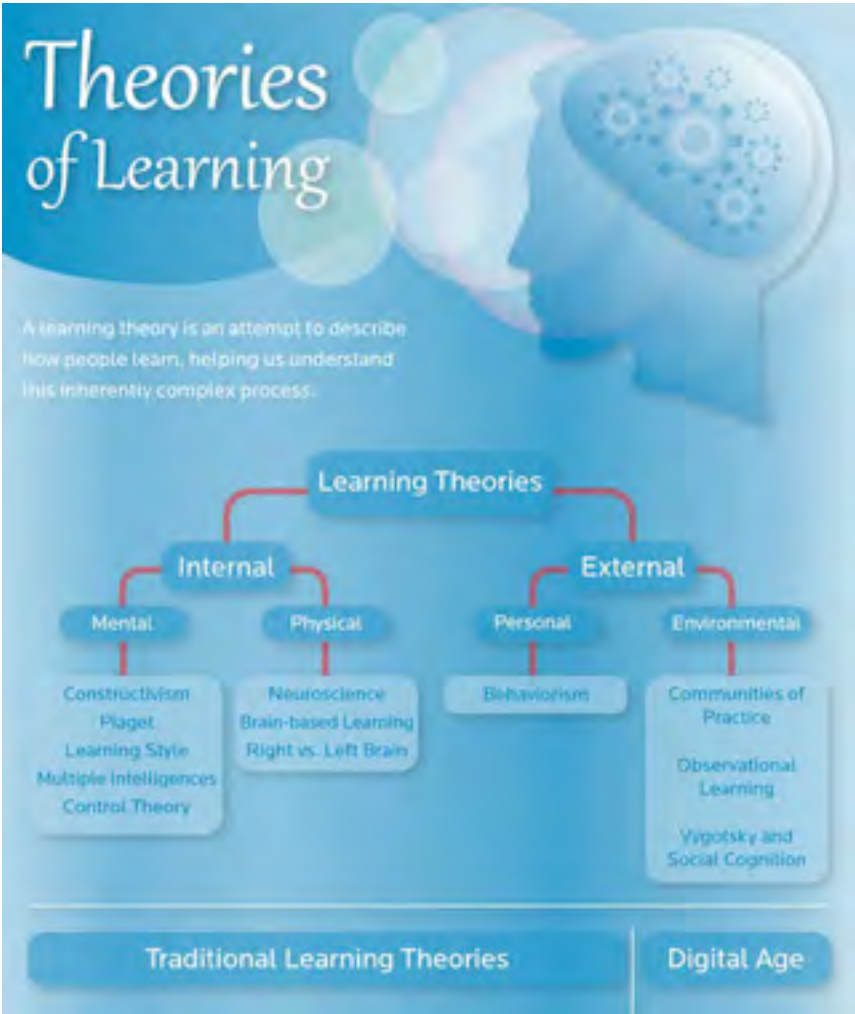 Theories
of Learning
A learning theory is an attempt to describe
how people learn, helping us understand
this inherently complex process.
Learning Theories
Internal
External
Mental
Physical
Personal
Environmental
Constructivism
Piaget
Learning Style
Multiple Intelligences
Control Theory
Neuroscience
Brain-based Learning
Right vs. Left Brain
Behaviorism
Communities of
Practice
Observational
Learning
Vygotsky and
Social Cognition
Traditional Learning Theories
Digital Age